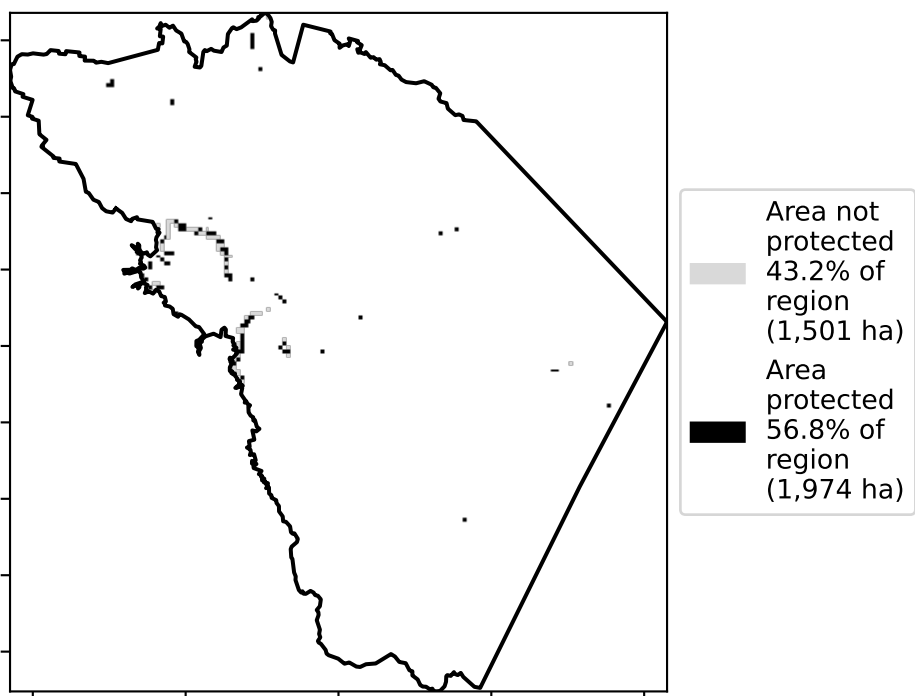 Area not
protected
43.2% of
region
(1,501 ha)
Area
protected
56.8% of
region
(1,974 ha)